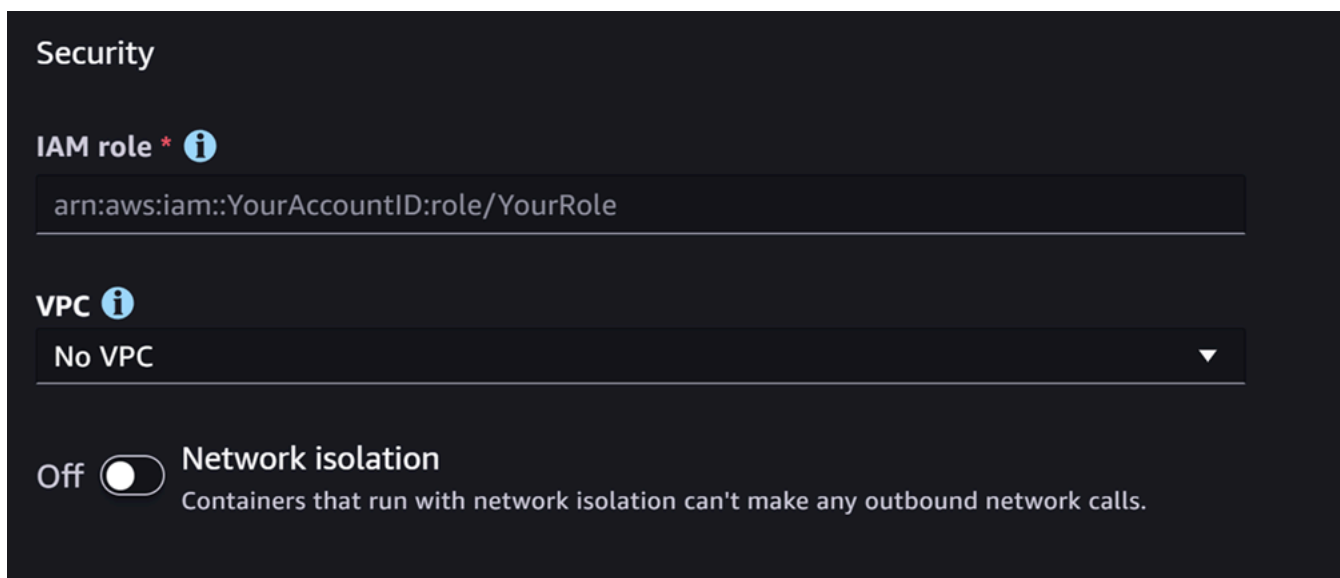 Security
IAM role * i
arn:aws:iam::YourAccountID:role/YourRole
VPC i
No VPC
Off Network isolation
Containers that run with network isolation can't make any outbound network calls.